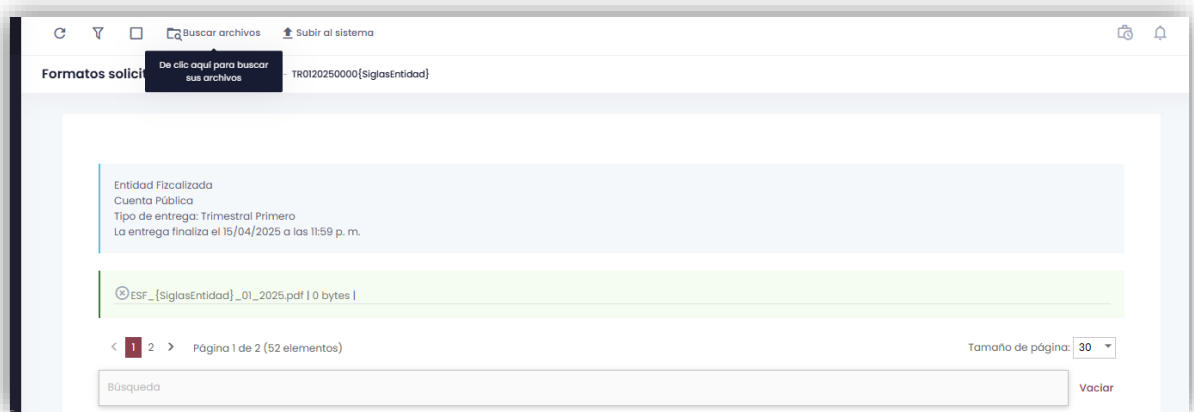 Buscar archivos Subir al sistema
De clic aquí para buscar
sus archivos
Formatos solicit - TR0120250000{SiglasEntidad}
Entidad Fizcalizada
Cuenta Pública
Tipo de entrega: Trimestral Primero
La entrega finaliza el 15/04/2025 a las 11:59 p. m.
ESF_{SiglasEntidad}_01_2025.pdf | 0 bytes |
< 1 2 > Página 1 de 2 (52 elementos) Tamaño de página: 30
Búsqueda Vaciar